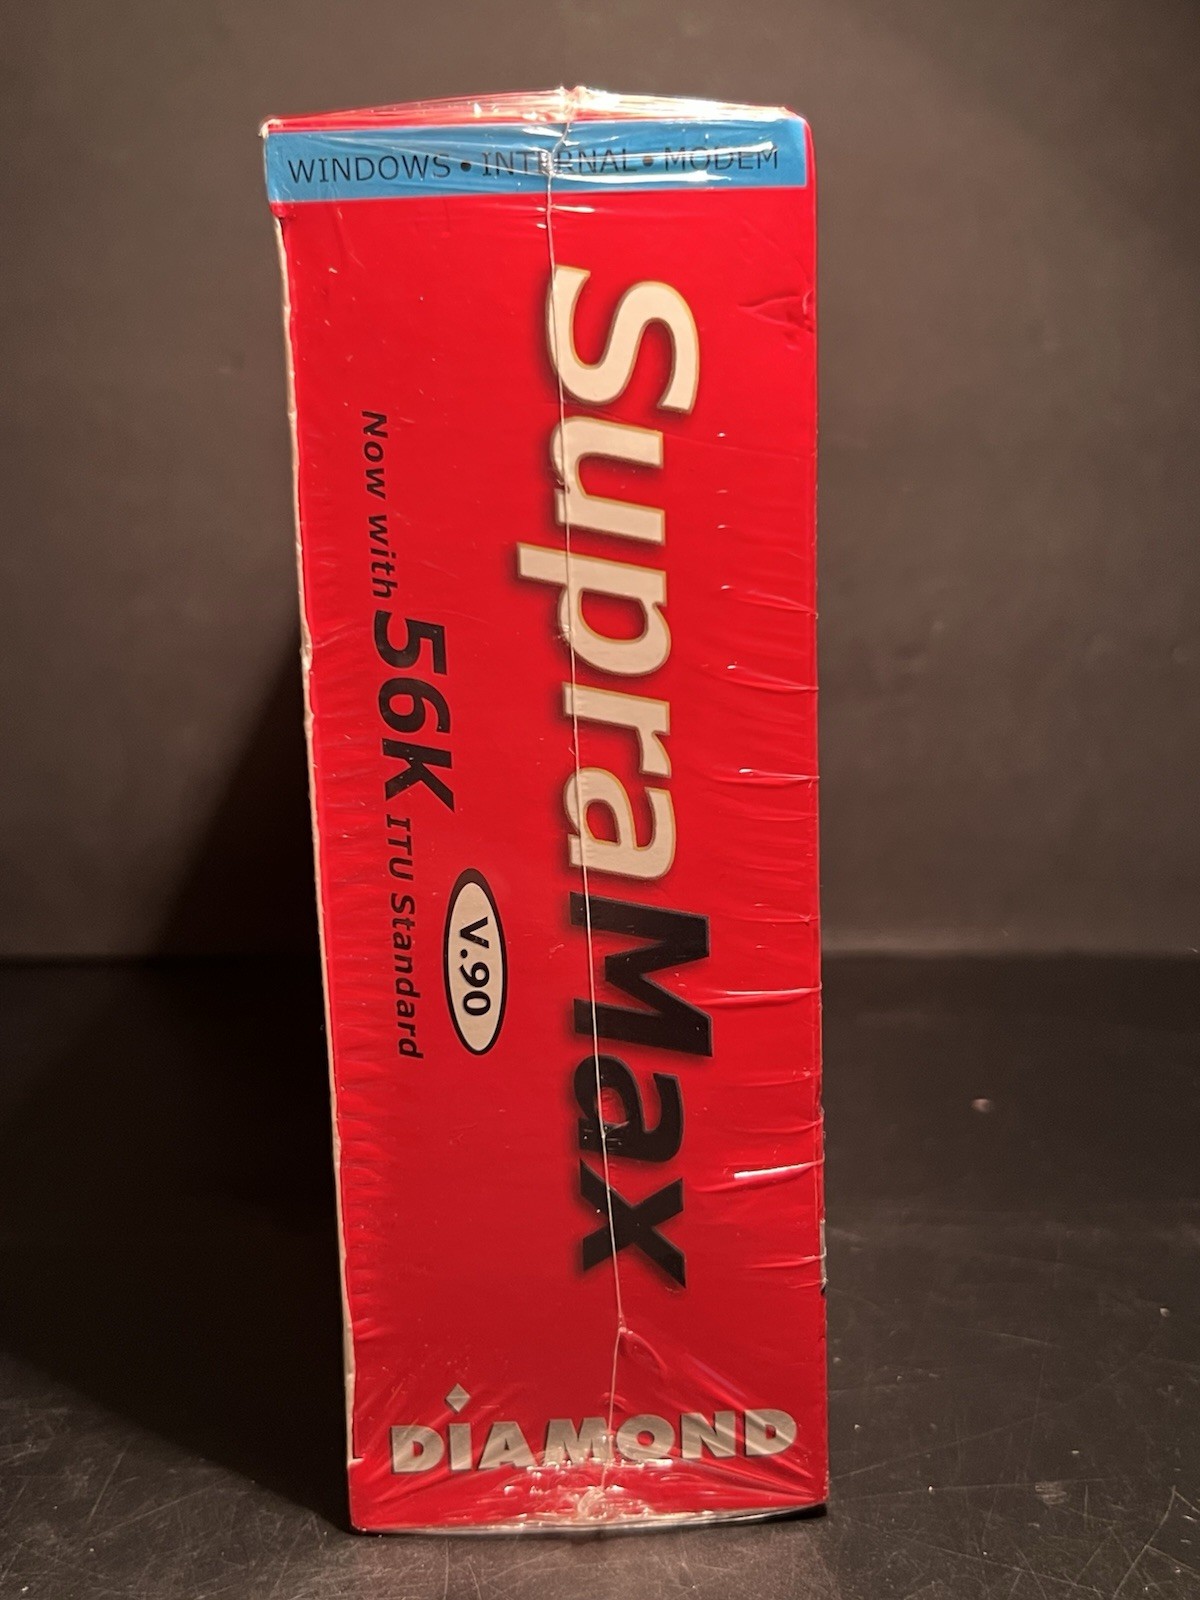 WINDOWS • INTERNAL • MODEM
SupraMax
V.90
Now with 56K ITU Standard
DIAMOND